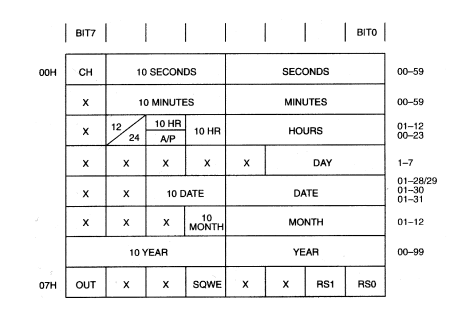 BIT7 BIT0
00H CH 10 SECONDS SECONDS 00–59
X 10 MINUTES MINUTES 00–59
X 12/24 10 HR A/P 10 HR HOURS 01–12 00–23
X X X X X DAY 1–7
X X 10 DATE DATE 01–28/29 01–30 01–31
X X X 10 MONTH MONTH 01–12
10 YEAR YEAR 00–99
07H OUT X X SQWE X X RS1 RS0